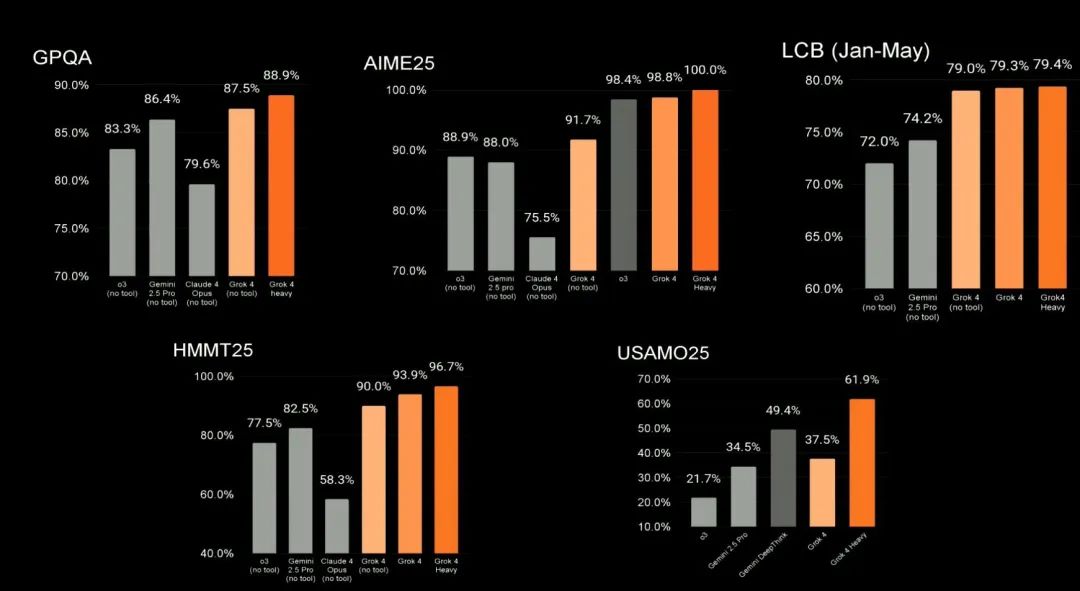 GPQA
90.0%
85.0%
80.0%
75.0%
70.0%
83.3%
86.4%
79.6%
87.5%
88.9%
o3
(no tool)
Gemini
2.5 Pro
(no tool)
Claude 4
Opus
(no tool)
Grok 4
(no tool)
Grok 4
heavy
AIME25
100.0%
90.0%
80.0%
70.0%
88.9%
88.0%
75.5%
91.7%
98.4%
98.8%
100.0%
o3
(no tool)
Gemini
2.5 pro
(no tool)
Claude 4
Opus
(no tool)
Grok 4
(no tool)
o3
Grok 4
Grok 4
Heavy
LCB (Jan-May)
80.0%
75.0%
70.0%
65.0%
60.0%
72.0%
74.2%
79.0%
79.3%
79.4%
o3
(no tool)
Gemini
2.5 Pro
(no tool)
Grok 4
(no tool)
Grok 4
Grok4
Heavy
HMMT25
100.0%
80.0%
60.0%
40.0%
77.5%
82.5%
58.3%
90.0%
93.9%
96.7%
o3
(no tool)
Gemini
2.5 Pro
(no tool)
Claude 4
Opus
(no tool)
Grok 4
(no tool)
Grok 4
Grok 4
Heavy
USAMO25
70.0%
60.0%
50.0%
40.0%
30.0%
20.0%
10.0%
21.7%
34.5%
49.4%
37.5%
61.9%
o3
Gemini 2.5 Pro
Gemini DeepThink
Grok 4
Grok 4 Heavy